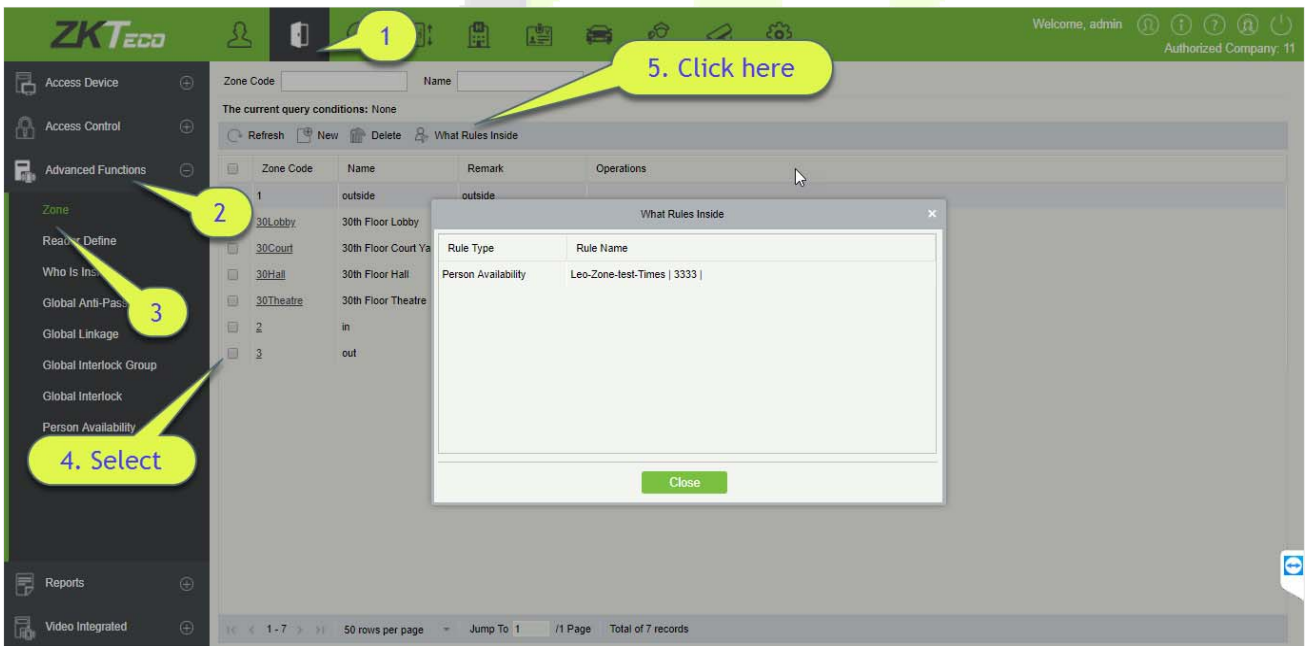 ZKTECO
1
Welcome, admin
Authorized Company: 11
Access Device
Access Control
Advanced Functions
2
Zone
Reader Define
Who Is
3
Global Anti-Pass
Global Linkage
Global Interlock Group
Global Interlock
Person Availability
4. Select
Reports
Video Integrated
Zone Code
Name
5. Click here
The current query conditions: None
Refresh New Delete What Rules Inside
Zone Code Name Remark Operations
1 outside outside
30Lobby 30th Floor Lobby
30Court 30th Floor Court Ya
30Hall 30th Floor Hall
30Theatre 30th Floor Theatre
2 in
3 out
What Rules Inside
Rule Type Rule Name
Person Availability Leo-Zone-test-Times | 3333 |
Close
1-7 50 rows per page Jump To 1 /1 Page Total of 7 records